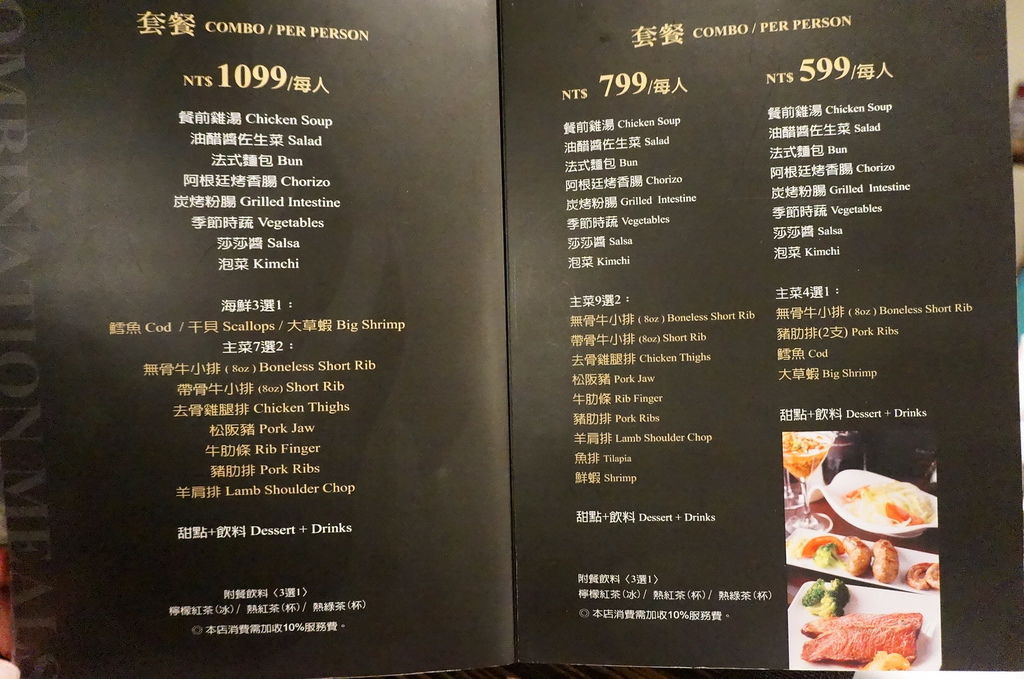 COMBINATION MEALS
套餐 COMBO / PER PERSON
NT$ 1099/每人
餐前雞湯 Chicken Soup
油醋醬佐生菜 Salad
法式麵包 Bun
阿根廷烤香腸 Chorizo
炭烤粉腸 Grilled Intestine
季節時蔬 Vegetables
莎莎醬 Salsa
泡菜 Kimchi
海鮮3選1：
鱈魚 Cod / 干貝 Scallops / 大草蝦 Big Shrimp
主菜7選2：
無骨牛小排 ( 8oz ) Boneless Short Rib
帶骨牛小排 (8oz) Short Rib
去骨雞腿排 Chicken Thighs
松阪豬 Pork Jaw
牛肋條 Rib Finger
豬肋排 Pork Ribs
羊肩排 Lamb Shoulder Chop
甜點+飲料 Dessert + Drinks
附餐飲料〈3選1〉
檸檬紅茶(冰)/ 熱紅茶(杯)/ 熱綠茶(杯)
◎ 本店消費需加收10%服務費。
套餐 COMBO / PER PERSON
NT$ 799/每人
餐前雞湯 Chicken Soup
油醋醬佐生菜 Salad
法式麵包 Bun
阿根廷烤香腸 Chorizo
炭烤粉腸 Grilled Intestine
季節時蔬 Vegetables
莎莎醬 Salsa
泡菜 Kimchi
主菜9選2：
無骨牛小排 ( 8oz ) Boneless Short Rib
帶骨牛小排 (8oz) Short Rib
去骨雞腿排 Chicken Thighs
松阪豬 Pork Jaw
牛肋條 Rib Finger
豬肋排 Pork Ribs
羊肩排 Lamb Shoulder Chop
魚排 Tilapia
鮮蝦 Shrimp
甜點+飲料 Dessert + Drinks
附餐飲料〈3選1〉
檸檬紅茶(冰)/ 熱紅茶(杯)/ 熱綠茶(杯)
◎ 本店消費需加收10%服務費。
NT$ 599/每人
餐前雞湯 Chicken Soup
油醋醬佐生菜 Salad
法式麵包 Bun
阿根廷烤香腸 Chorizo
炭烤粉腸 Grilled Intestine
季節時蔬 Vegetables
莎莎醬 Salsa
泡菜 Kimchi
主菜4選1：
無骨牛小排 ( 8oz ) Boneless Short Rib
豬肋排(2支) Pork Ribs
鱈魚 Cod
大草蝦 Big Shrimp
甜點+飲料 Dessert + Drinks